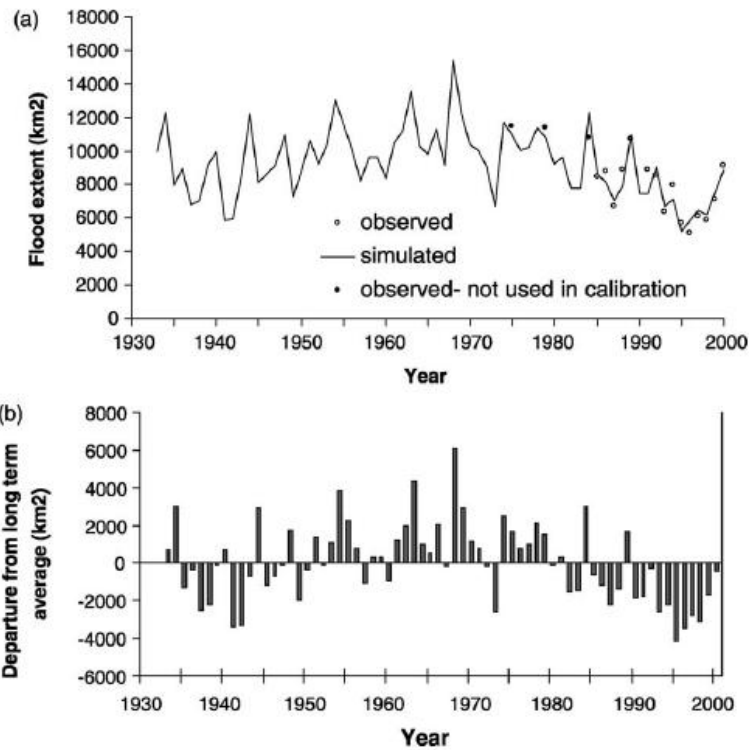 (a)
18000
16000
14000
12000
10000
8000
6000
4000
2000
0
Flood extent (km2)
observed
simulated
observed- not used in calibration
1930 1940 1950 1960 1970 1980 1990 2000
Year
(b)
8000
6000
4000
2000
0
-2000
-4000
-6000
Departure from long term
average (km2)
1930 1940 1950 1960 1970 1980 1990 2000
Year